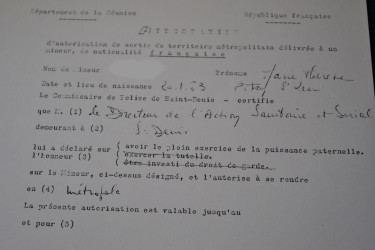 Département de la Réunion
République française
ATTESTATION
d'autorisation de sortie de territoire métropolitain délivrée à un
mineur, de nationalité française
Nom du mineur Prénoms
Date et lieu de naissance
Le Commissaire de Police de Saint-Denis - certifie
que M. (1) Le Directeur de l'Action Sanitaire et Sociale
demeurant à (2) St Denis
lui a déclaré sur ( avoir le plein exercice de la puissance paternelle.
l'honneur (3) ( exercer la tutelle.
( être investi du droit de garde
sur le Mineur, ci-dessus désigné, et l'autorise à se rendre
en (4) métropole
La présente autorisation est valable jusqu'au
et pour (5)